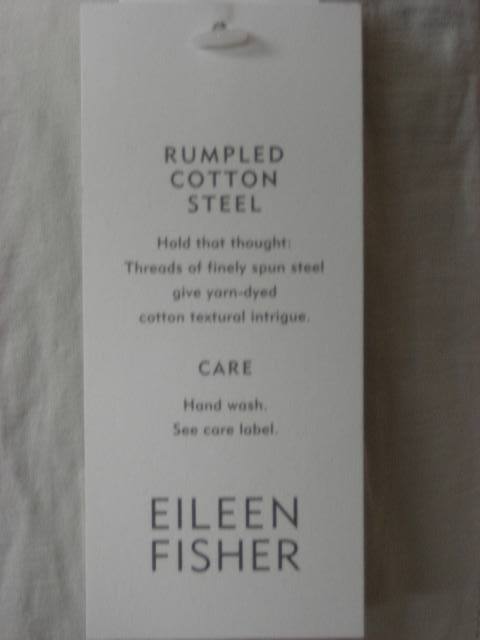 RUMPLED
COTTON
STEEL
Hold that thought:
Threads of finely spun steel
give yarn-dyed
cotton textural intrigue.
CARE
Hand wash.
See care label.
EILEEN
FISHER